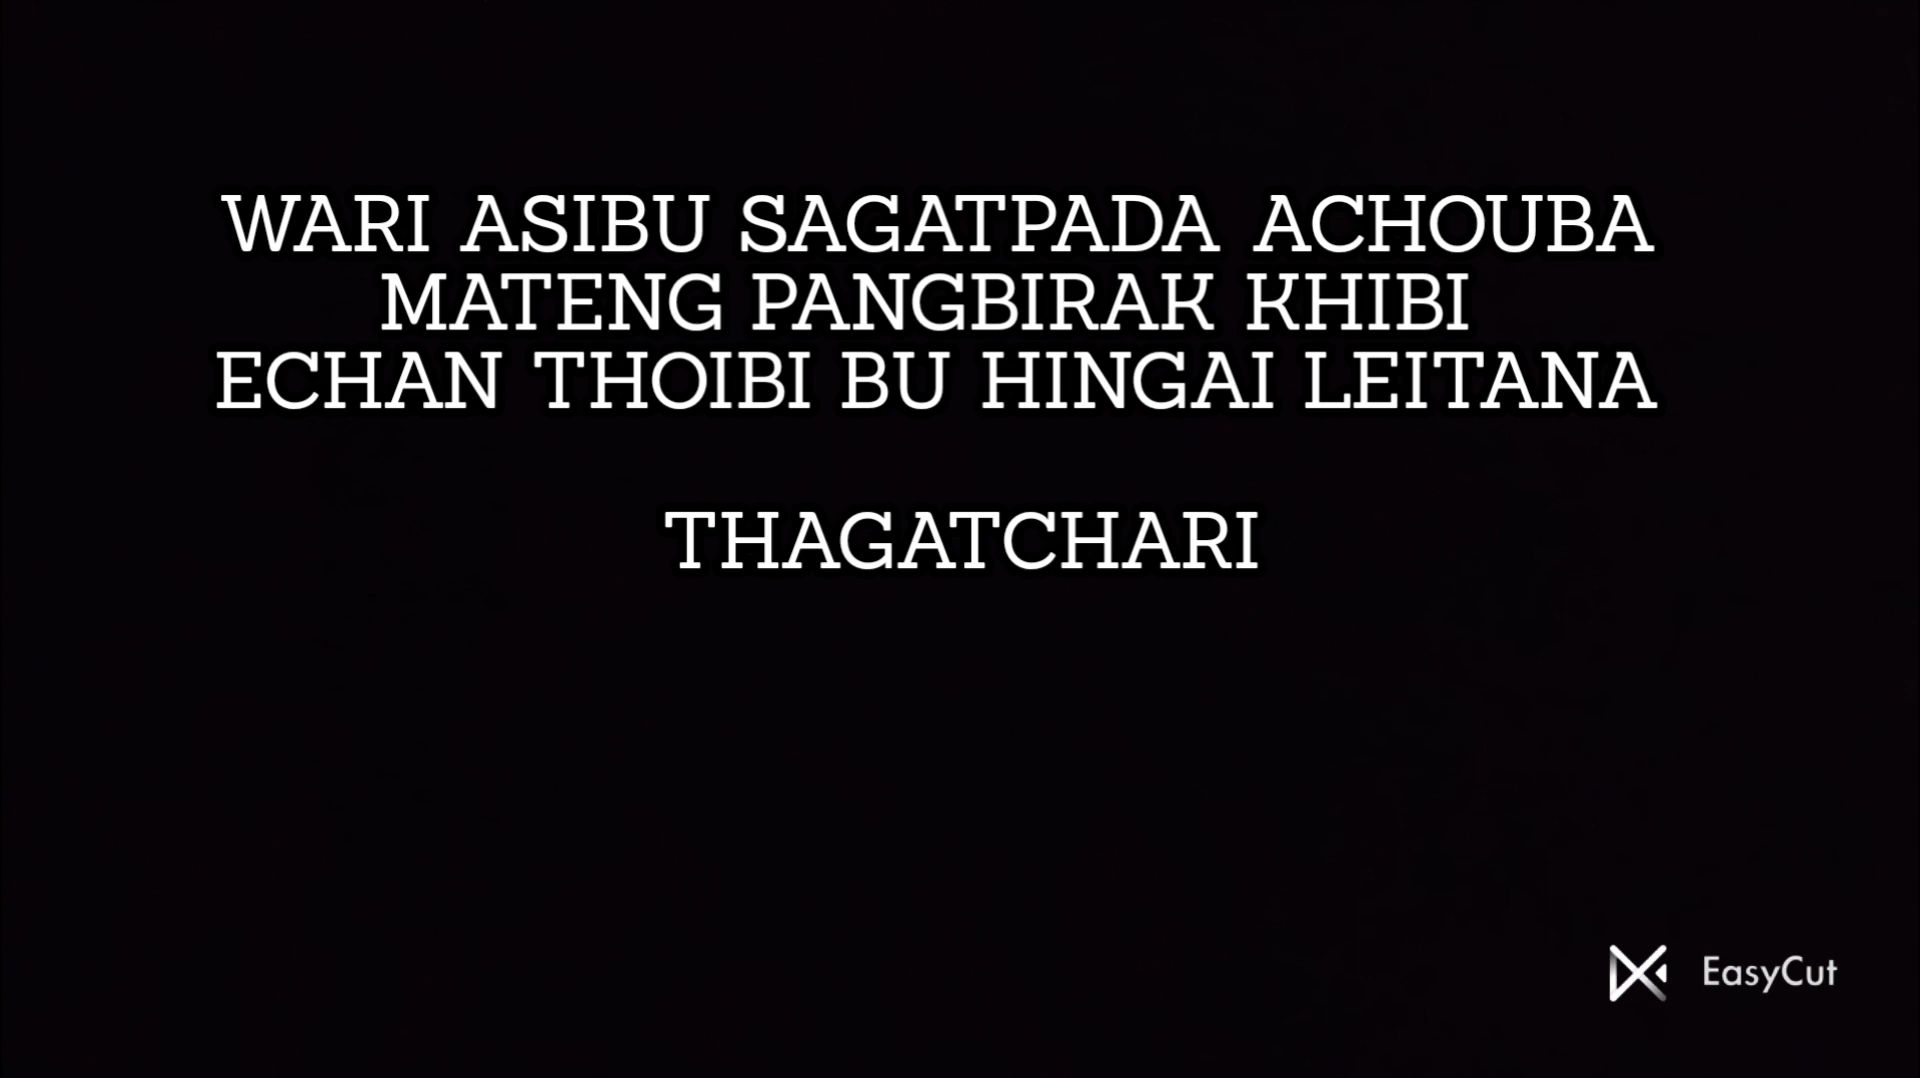 WARI ASIBU SAGATPADA ACHOUBA
MATENG PANGBIRAK KHIBI
ECHAN THOIBI BU HINGAI LEITANA
THAGATCHARI
EasyCut